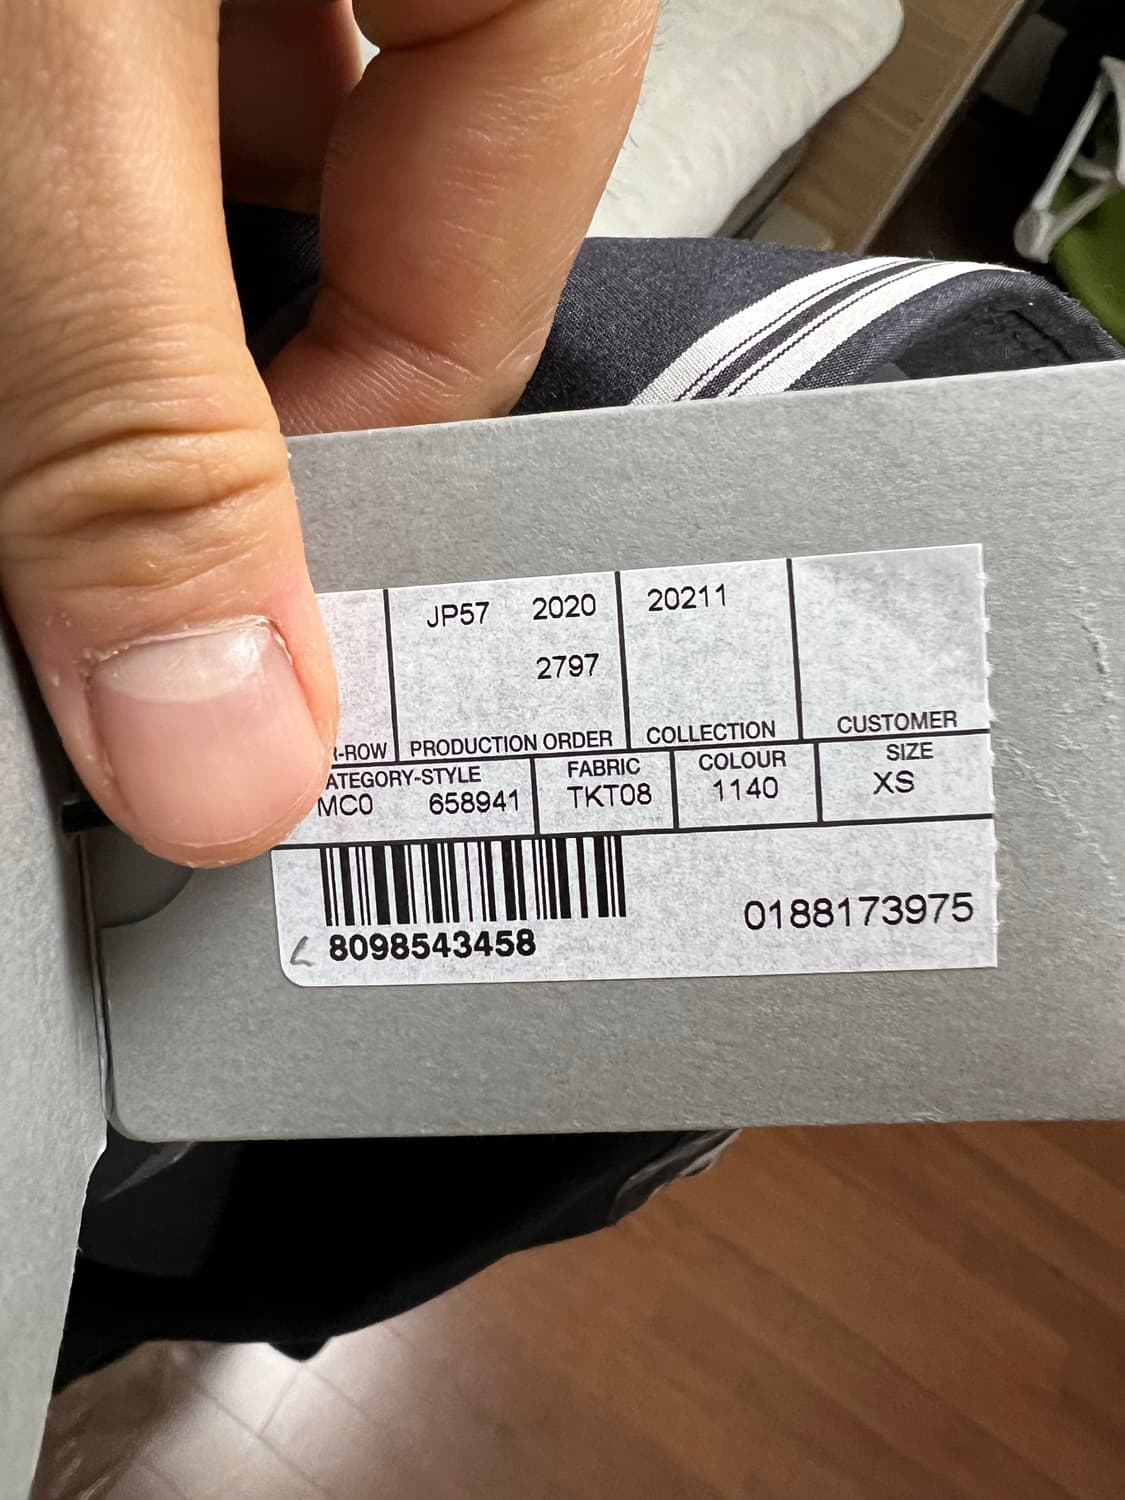 JP57 2020 20211
2797
-ROW PRODUCTION ORDER COLLECTION CUSTOMER
ATEGORY-STYLE FABRIC COLOUR SIZE
MC0 658941 TKT08 1140 XS
8098543458 0188173975